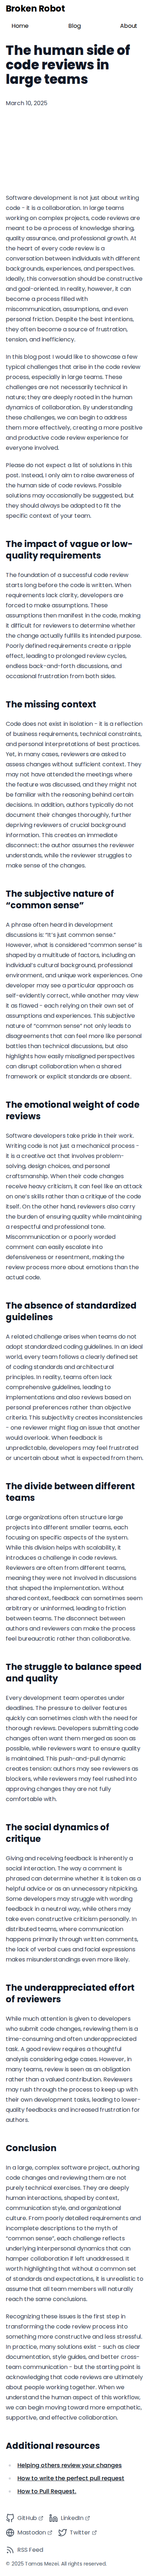 Broken Robot
Home Blog About
The human side of
code reviews in
large teams
March 10, 2025
Software development is not just about writing
code - it is a collaboration. In large teams
working on complex projects, code reviews are
meant to be a process of knowledge sharing,
quality assurance, and professional growth. At
the heart of every code review is a
conversation between individuals with different
backgrounds, experiences, and perspectives.
Ideally, this conversation should be constructive
and goal-oriented. In reality, however, it can
become a process filled with
miscommunication, assumptions, and even
personal friction. Despite the best intentions,
they often become a source of frustration,
tension, and inefficiency.
In this blog post I would like to showcase a few
typical challenges that arise in the code review
process, especially in large teams. These
challenges are not necessarily technical in
nature; they are deeply rooted in the human
dynamics of collaboration. By understanding
these challenges, we can begin to address
them more effectively, creating a more positive
and productive code review experience for
everyone involved.
Please do not expect a list of solutions in this
post. Instead, I only aim to raise awareness of
the human side of code reviews. Possible
solutions may occasionally be suggested, but
they should always be adapted to fit the
specific context of your team.
The impact of vague or low-
quality requirements
The foundation of a successful code review
starts long before the code is written. When
requirements lack clarity, developers are
forced to make assumptions. These
assumptions then manifest in the code, making
it difficult for reviewers to determine whether
the change actually fulfills its intended purpose.
Poorly defined requirements create a ripple
effect, leading to prolonged review cycles,
endless back-and-forth discussions, and
occasional frustration from both sides.
The missing context
Code does not exist in isolation - it is a reflection
of business requirements, technical constraints,
and personal interpretations of best practices.
Yet, in many cases, reviewers are asked to
assess changes without sufficient context. They
may not have attended the meetings where
the feature was discussed, and they might not
be familiar with the reasoning behind certain
decisions. In addition, authors typically do not
document their changes thoroughly, further
depriving reviewers of crucial background
information. This creates an immediate
disconnect: the author assumes the reviewer
understands, while the reviewer struggles to
make sense of the changes.
The subjective nature of
“common sense”
A phrase often heard in development
discussions is “It’s just common sense.”
However, what is considered “common sense” is
shaped by a multitude of factors, including an
individual’s cultural background, professional
environment, and unique work experiences. One
developer may see a particular approach as
self-evidently correct, while another may view
it as flawed - each relying on their own set of
assumptions and experiences. This subjective
nature of “common sense” not only leads to
disagreements that can feel more like personal
battles than technical discussions, but also
highlights how easily misaligned perspectives
can disrupt collaboration when a shared
framework or explicit standards are absent.
The emotional weight of code
reviews
Software developers take pride in their work.
Writing code is not just a mechanical process -
it is a creative act that involves problem-
solving, design choices, and personal
craftsmanship. When their code changes
receive heavy criticism, it can feel like an attack
on one’s skills rather than a critique of the code
itself. On the other hand, reviewers also carry
the burden of ensuring quality while maintaining
a respectful and professional tone.
Miscommunication or a poorly worded
comment can easily escalate into
defensiveness or resentment, making the
review process more about emotions than the
actual code.
The absence of standardized
guidelines
A related challenge arises when teams do not
adopt standardized coding guidelines. In an ideal
world, every team follows a clearly defined set
of coding standards and architectural
principles. In reality, teams often lack
comprehensive guidelines, leading to
implementations and also reviews based on
personal preferences rather than objective
criteria. This subjectivity creates inconsistencies
- one reviewer might flag an issue that another
would overlook. When feedback is
unpredictable, developers may feel frustrated
or uncertain about what is expected from them.
The divide between different
teams
Large organizations often structure large
projects into different smaller teams, each
focusing on specific aspects of the system.
While this division helps with scalability, it
introduces a challenge in code reviews.
Reviewers are often from different teams,
meaning they were not involved in discussions
that shaped the implementation. Without
shared context, feedback can sometimes seem
arbitrary or uninformed, leading to friction
between teams. The disconnect between
authors and reviewers can make the process
feel bureaucratic rather than collaborative.
The struggle to balance speed
and quality
Every development team operates under
deadlines. The pressure to deliver features
quickly can sometimes clash with the need for
thorough reviews. Developers submitting code
changes often want them merged as soon as
possible, while reviewers want to ensure quality
is maintained. This push-and-pull dynamic
creates tension: authors may see reviewers as
blockers, while reviewers may feel rushed into
approving changes they are not fully
comfortable with.
The social dynamics of
critique
Giving and receiving feedback is inherently a
social interaction. The way a comment is
phrased can determine whether it is taken as a
helpful advice or as an unnecessary nitpicking.
Some developers may struggle with wording
feedback in a neutral way, while others may
take even constructive criticism personally. In
distributed teams, where communication
happens primarily through written comments,
the lack of verbal cues and facial expressions
makes misunderstandings even more likely.
The underappreciated effort
of reviewers
While much attention is given to developers
who submit code changes, reviewing them is a
time-consuming and often underappreciated
task. A good review requires a thoughtful
analysis considering edge cases. However, in
many teams, review is seen as an obligation
rather than a valued contribution. Reviewers
may rush through the process to keep up with
their own development tasks, leading to lower-
quality feedbacks and increased frustration for
authors.
Conclusion
In a large, complex software project, authoring
code changes and reviewing them are not
purely technical exercises. They are deeply
human interactions, shaped by context,
communication style, and organizational
culture. From poorly detailed requirements and
incomplete descriptions to the myth of
“common sense”, each challenge reflects
underlying interpersonal dynamics that can
hamper collaboration if left unaddressed. It
worth highlighting that without a common set
of standards and expectations, it is unrealistic to
assume that all team members will naturally
reach the same conclusions.
Recognizing these issues is the first step in
transforming the code review process into
something more constructive and less stressful.
In practice, many solutions exist - such as clear
documentation, style guides, and better cross-
team communication - but the starting point is
acknowledging that code reviews are ultimately
about people working together. When we
understand the human aspect of this workflow,
we can begin moving toward more empathetic,
supportive, and effective collaboration.
Additional resources
Helping others review your changes
How to write the perfect pull request
How to Pull Request.
GitHub LinkedIn
Mastodon Twitter
RSS Feed
© 2025 Tamas Mezei. All rights reserved.